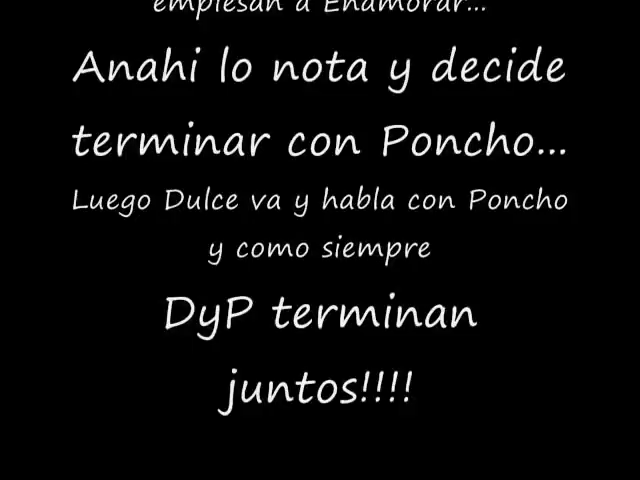 empiesan a Enamorar...
Anahi lo nota y decide
terminar con Poncho...
Luego Dulce va y habla con Poncho
y como siempre
DyP terminan
juntos!!!!